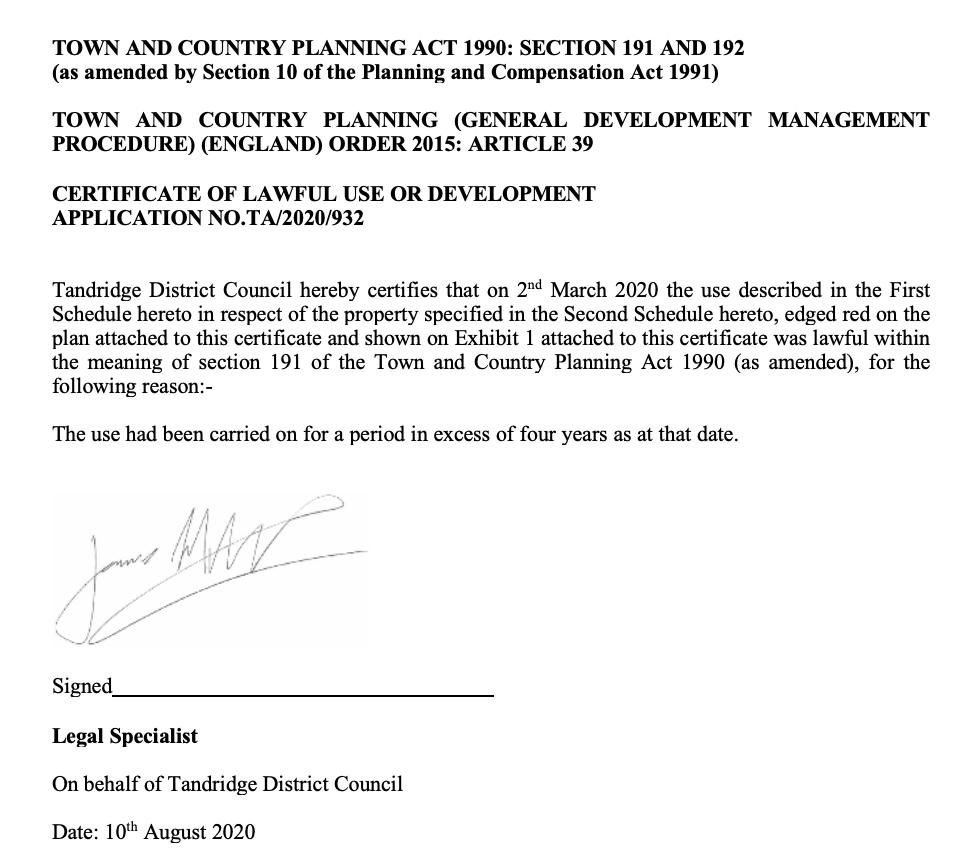 TOWN AND COUNTRY PLANNING ACT 1990: SECTION 191 AND 192
(as amended by Section 10 of the Planning and Compensation Act 1991)
TOWN AND COUNTRY PLANNING (GENERAL DEVELOPMENT MANAGEMENT
PROCEDURE) (ENGLAND) ORDER 2015: ARTICLE 39
CERTIFICATE OF LAWFUL USE OR DEVELOPMENT
APPLICATION NO.TA/2020/932
Tandridge District Council hereby certifies that on 2nd March 2020 the use described in the First
Schedule hereto in respect of the property specified in the Second Schedule hereto, edged red on the
plan attached to this certificate and shown on Exhibit 1 attached to this certificate was lawful within
the meaning of section 191 of the Town and Country Planning Act 1990 (as amended), for the
following reason:-
The use had been carried on for a period in excess of four years as at that date.
Signed
Legal Specialist
On behalf of Tandridge District Council
Date: 10th August 2020